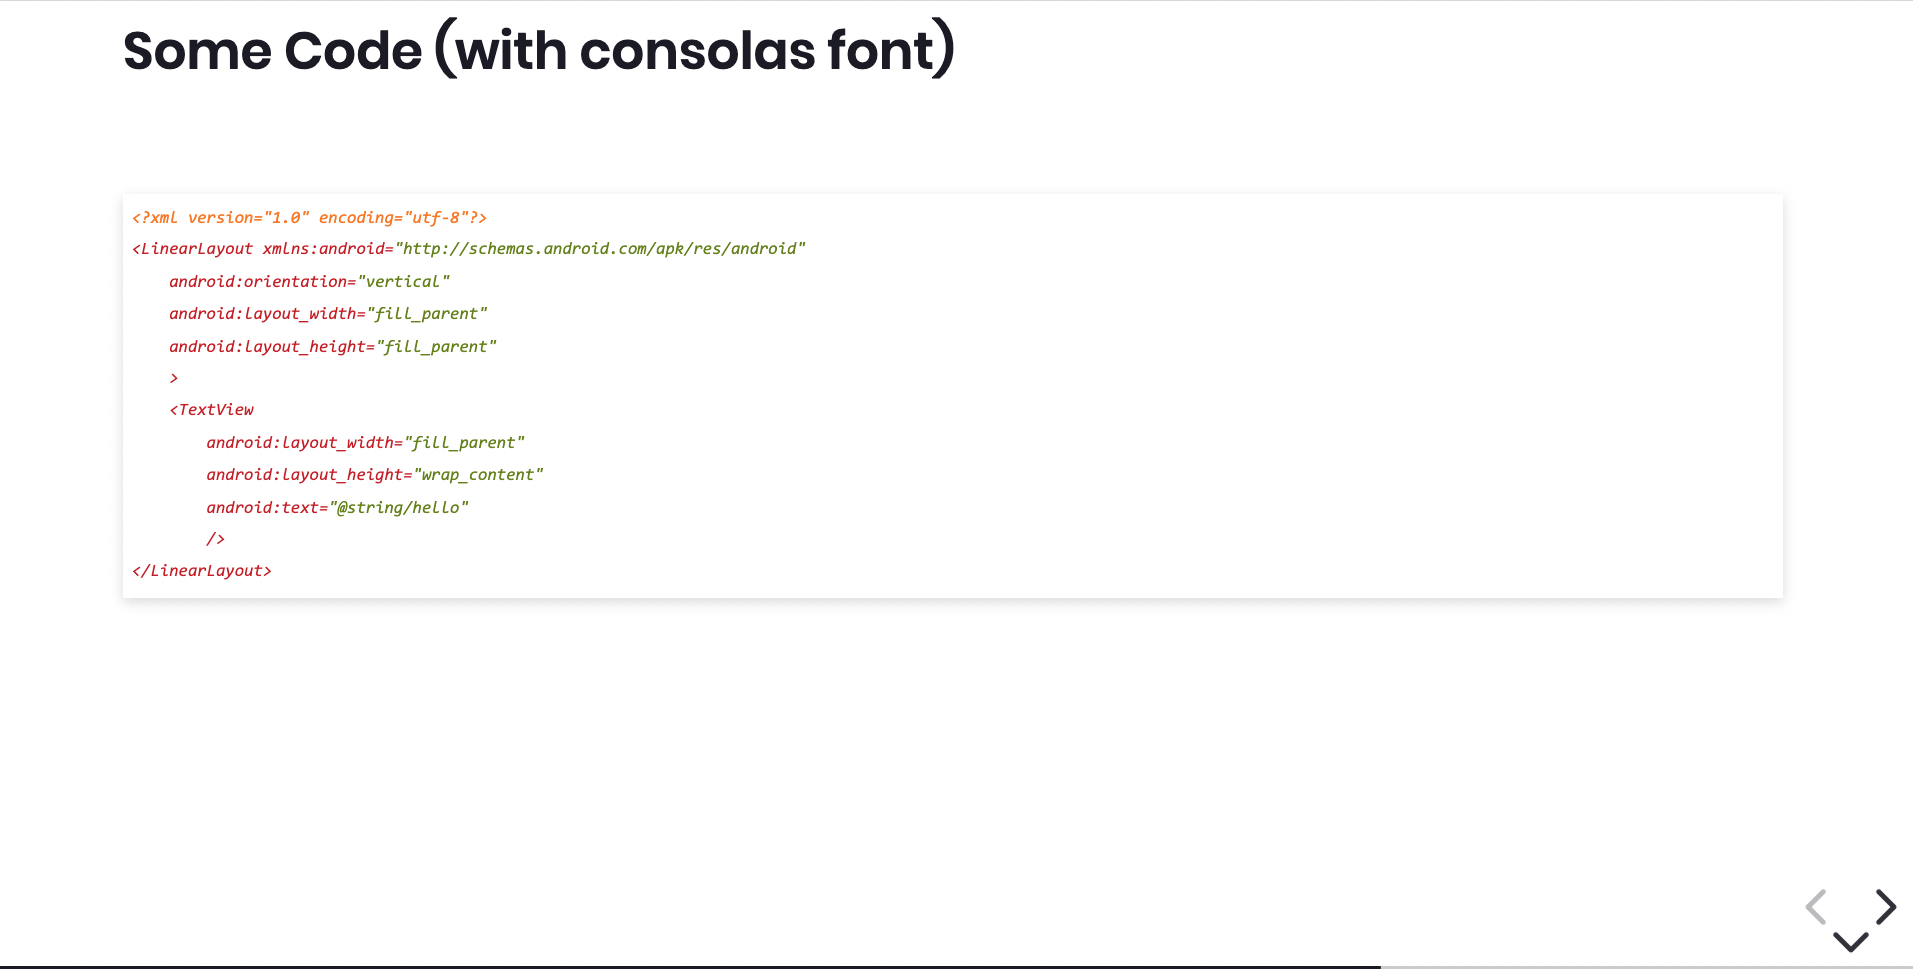 Some Code (with consolas font)
<?xml version="1.0" encoding="utf-8"?>
<LinearLayout xmlns:android="http://schemas.android.com/apk/res/android"
    android:orientation="vertical"
    android:layout_width="fill_parent"
    android:layout_height="fill_parent"
    >
    <TextView
        android:layout_width="fill_parent"
        android:layout_height="wrap_content"
        android:text="@string/hello"
        />
</LinearLayout>